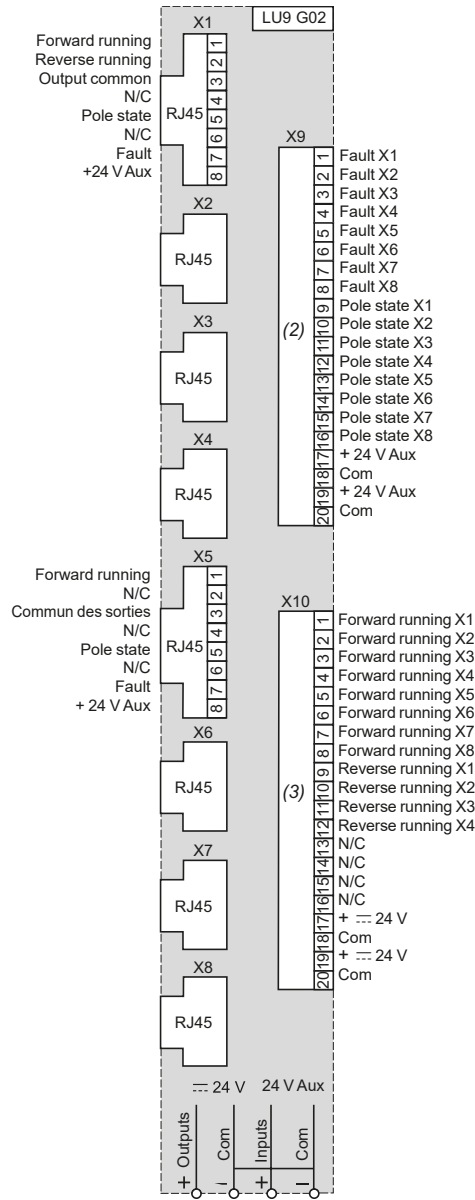 LU9 G02
X1
Forward running
Reverse running
Output common
N/C
Pole state
N/C
Fault
+24 V Aux
RJ45
1
2
3
4
5
6
7
8
X2
RJ45
X3
RJ45
X4
RJ45
X5
Forward running
N/C
Commun des sorties
N/C
Pole state
N/C
Fault
+ 24 V Aux
RJ45
1
2
3
4
5
6
7
8
X6
RJ45
X7
RJ45
X8
RJ45
X9
(2)
1 Fault X1
2 Fault X2
3 Fault X3
4 Fault X4
5 Fault X5
6 Fault X6
7 Fault X7
8 Fault X8
9 Pole state X1
10 Pole state X2
11 Pole state X3
12 Pole state X4
13 Pole state X5
14 Pole state X6
15 Pole state X7
16 Pole state X8
17 + 24 V Aux
18 Com
19 + 24 V Aux
20 Com
X10
(3)
1 Forward running X1
2 Forward running X2
3 Forward running X3
4 Forward running X4
5 Forward running X5
6 Forward running X6
7 Forward running X7
8 Forward running X8
9 Reverse running X1
10 Reverse running X2
11 Reverse running X3
12 Reverse running X4
13 N/C
14 N/C
15 N/C
16 N/C
17 + ⎓ 24 V
18 Com
19 + ⎓ 24 V
20 Com
⎓ 24 V
24 V Aux
+ Outputs
– Com
+ Inputs
– Com